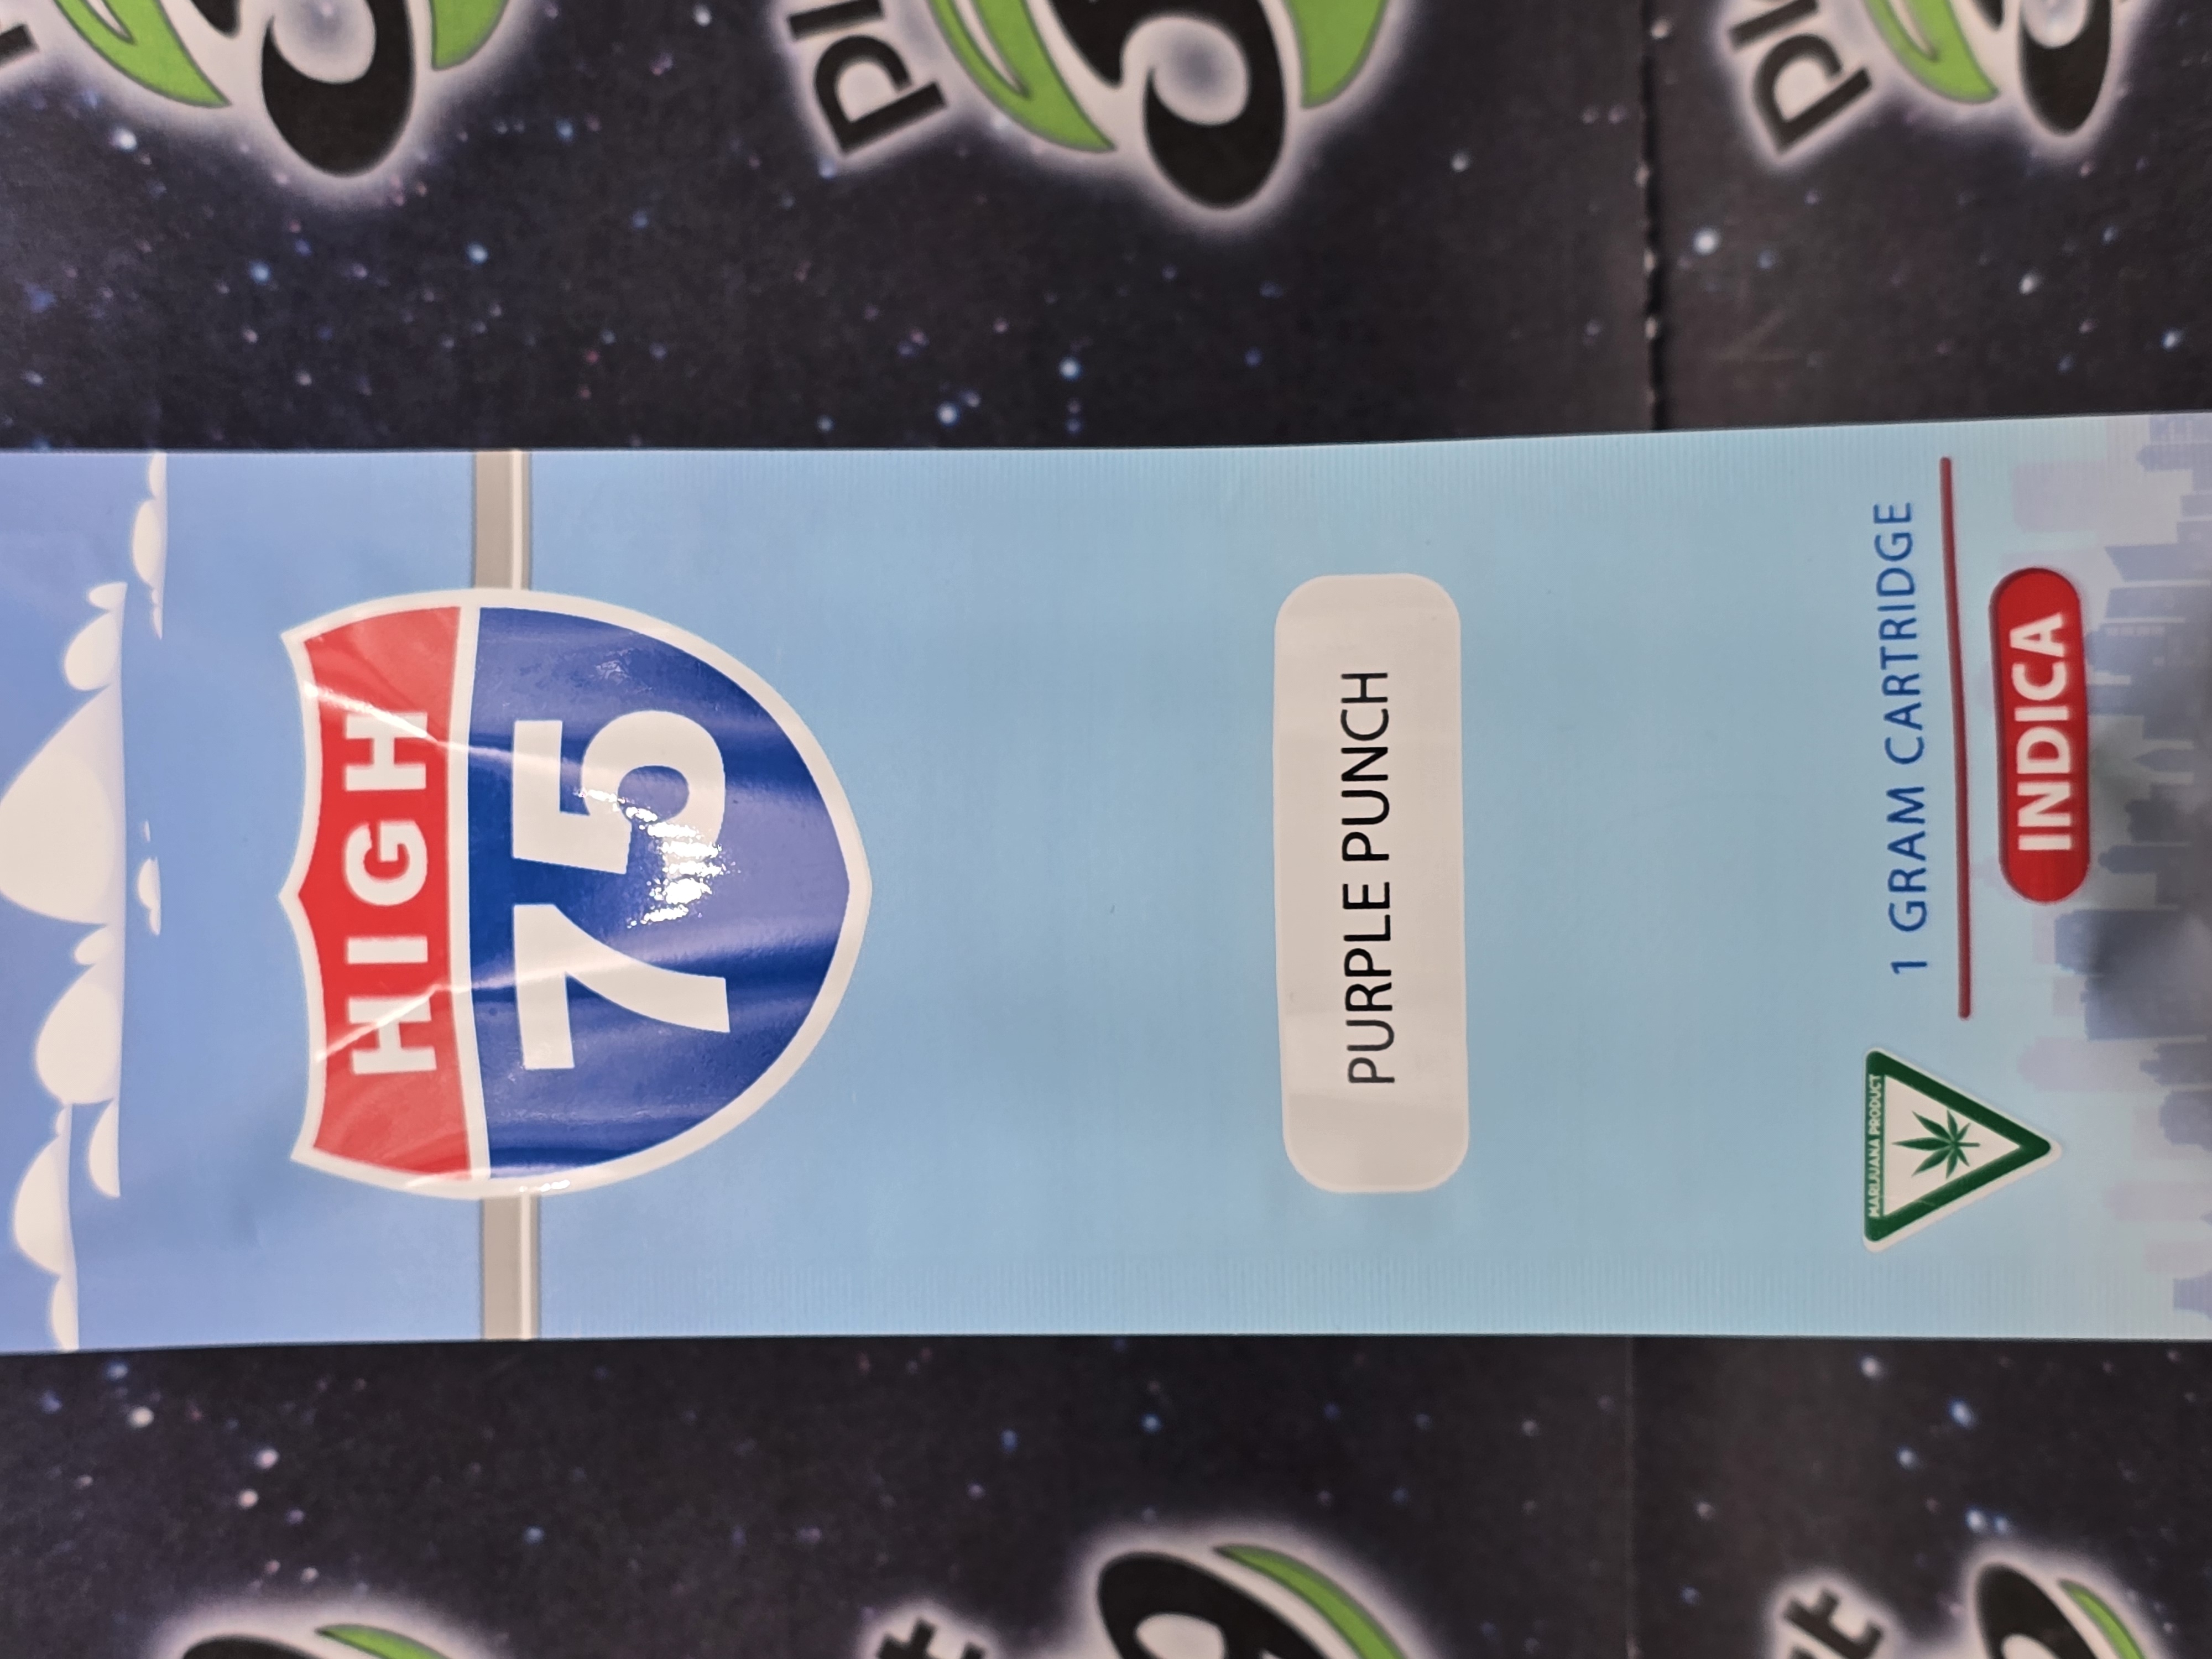 HIGH
75
PURPLE PUNCH
1 GRAM CARTRIDGE
INDICA
MARIJUANA PRODUCT